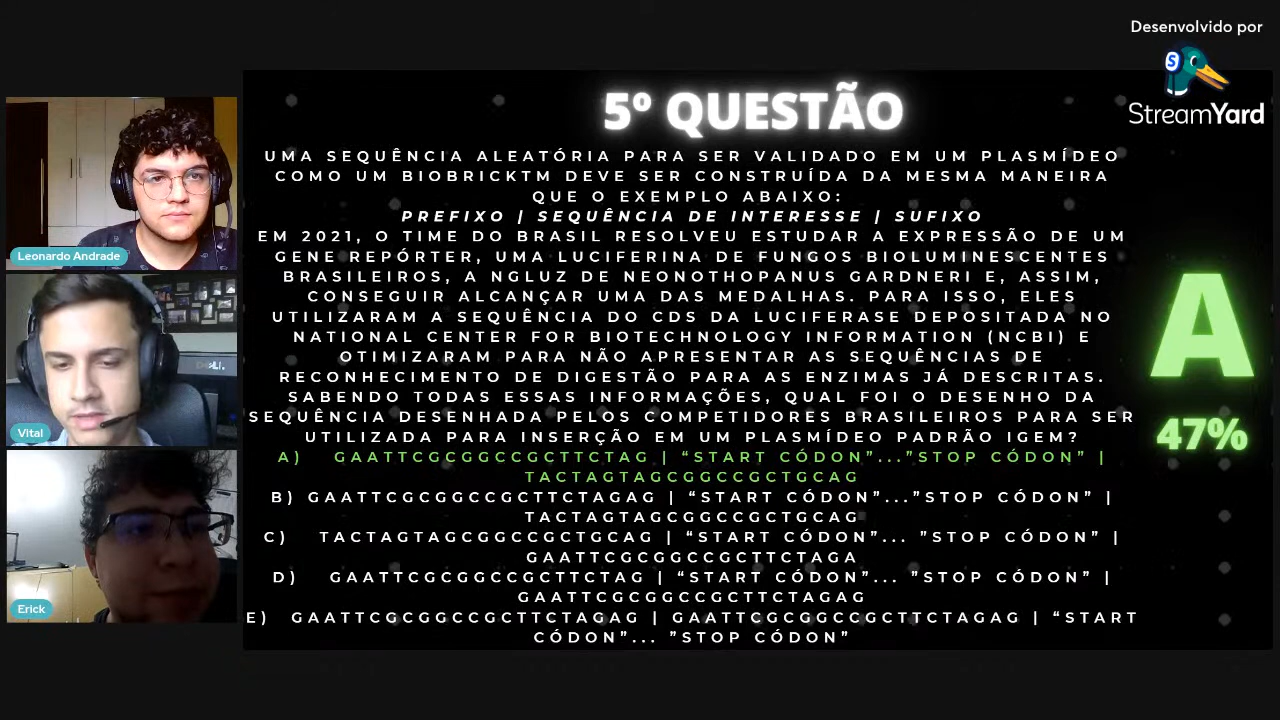 Desenvolvido por
StreamYard
5º QUESTÃO
UMA SEQUÊNCIA ALEATÓRIA PARA SER VALIDADO EM UM PLASMÍDEO
COMO UM BIOBRICKTM DEVE SER CONSTRUÍDA DA MESMA MANEIRA
QUE O EXEMPLO ABAIXO:
PREFIXO | SEQUÊNCIA DE INTERESSE | SUFIXO
EM 2021, O TIME DO BRASIL RESOLVEU ESTUDAR A EXPRESSÃO DE UM
GENE REPÓRTER, UMA LUCIFERINA DE FUNGOS BIOLUMINESCENTES
BRASILEIROS, A NGLUZ DE NEONOTHOPANUS GARDNERI E, ASSIM,
CONSEGUIR ALCANÇAR UMA DAS MEDALHAS. PARA ISSO, ELES
UTILIZARAM A SEQUÊNCIA DO CDS DA LUCIFERASE DEPOSITADA NO
NATIONAL CENTER FOR BIOTECHNOLOGY INFORMATION (NCBI) E
OTIMIZARAM PARA NÃO APRESENTAR AS SEQUÊNCIAS DE
RECONHECIMENTO DE DIGESTÃO PARA AS ENZIMAS JÁ DESCRITAS.
SABENDO TODAS ESSAS INFORMAÇÕES, QUAL FOI O DESENHO DA
SEQUÊNCIA DESENHADA PELOS COMPETIDORES BRASILEIROS PARA SER
UTILIZADA PARA INSERÇÃO EM UM PLASMÍDEO PADRÃO IGEM?
A) GAATTCGCGGCCGCTTCTAG | “START CÓDON”...”STOP CÓDON” |
TACTAGTAGCGGCCGCTGCAG
B) GAATTCGCGGCCGCTTCTAGAG | “START CÓDON”...”STOP CÓDON” |
TACTAGTAGCGGCCGCTGCAG
C) TACTAGTAGCGGCCGCTGCAG | “START CÓDON”... ”STOP CÓDON” |
GAATTCGCGGCCGCTTCTAGA
D) GAATTCGCGGCCGCTTCTAG | “START CÓDON”... ”STOP CÓDON” |
GAATTCGCGGCCGCTTCTAGAG
E) GAATTCGCGGCCGCTTCTAGAG | GAATTCGCGGCCGCTTCTAGAG | “START
CÓDON”... ”STOP CÓDON”
A
47%
Leonardo Andrade
Vital
Erick
DELL